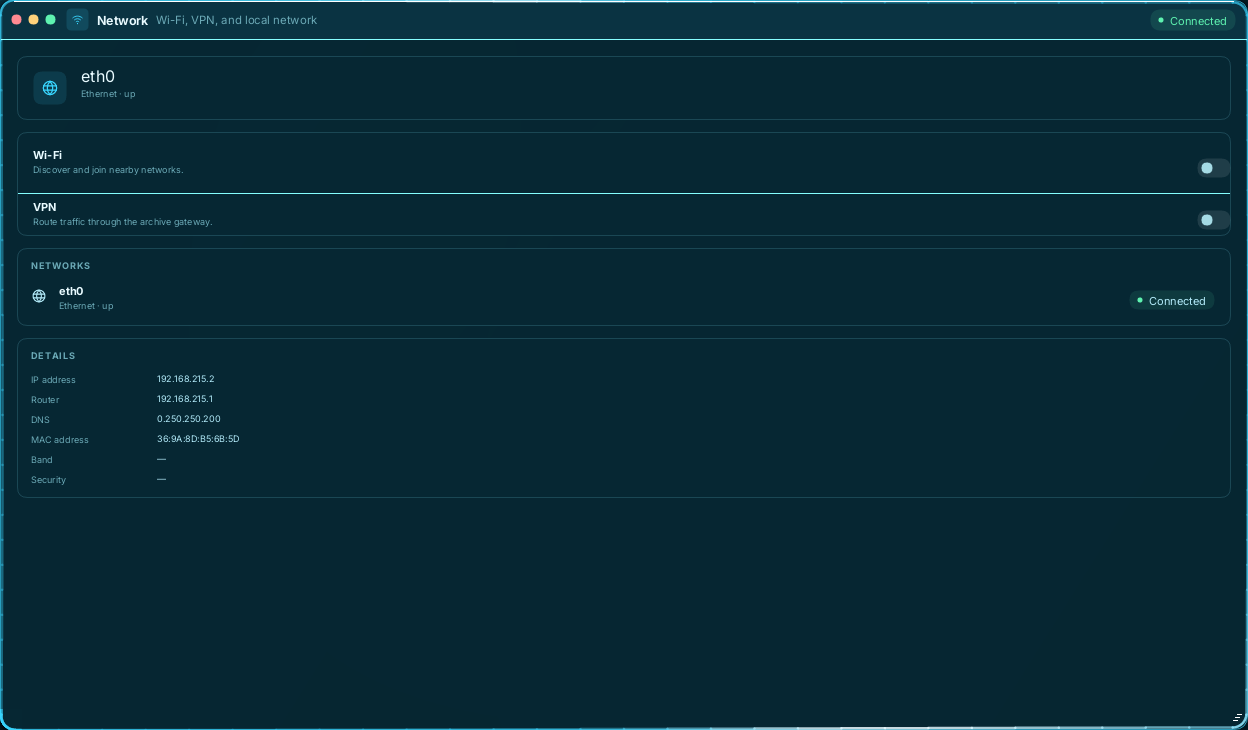 Network Wi-Fi, VPN, and local network
Connected
eth0
Ethernet · up
Wi-Fi
Discover and join nearby networks.
VPN
Route traffic through the archive gateway.
NETWORKS
eth0
Ethernet · up
Connected
DETAILS
IP address 192.168.215.2
Router 192.168.215.1
DNS 0.250.250.200
MAC address 36:9A:8D:B5:6B:5D
Band —
Security —